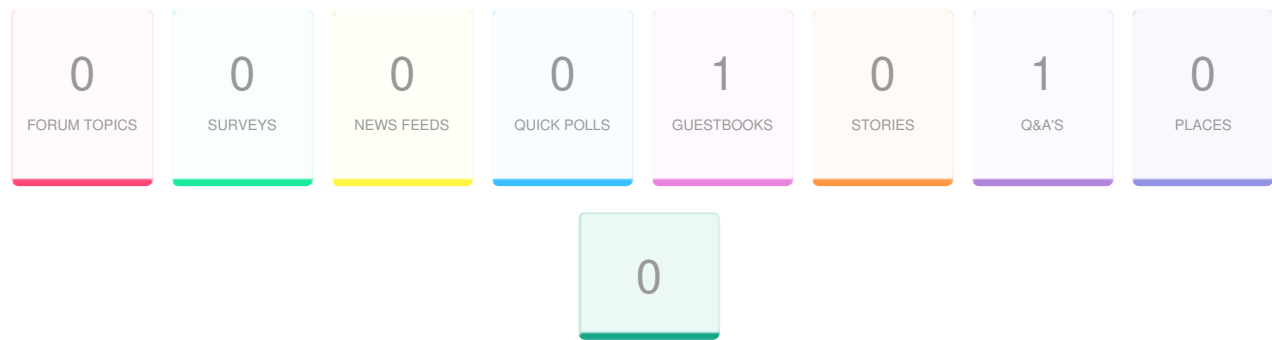 0 0 0 0 1 0 1 0
FORUM TOPICS SURVEYS NEWS FEEDS QUICK POLLS GUESTBOOKS STORIES Q&A'S PLACES
0